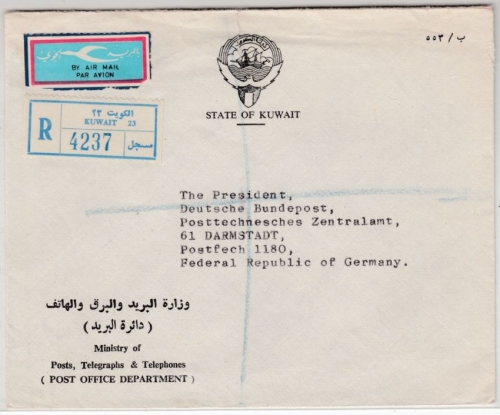 ب / ٥٥٣
بالبريد الجوي
BY AIR MAIL
PAR AVION
STATE OF KUWAIT
الكويت ٢٣
KUWAIT 23
R
4237
مسجل
The President,
Deutsche Bundepost,
Posttechnesches Zentralamt,
61 DARMSTADT,
Postfech 1180,
Federal Republic of Germany.
وزارة البريد والبرق والهاتف
( دائرة البريد )
Ministry of
Posts, Telegraphs & Telephones
( POST OFFICE DEPARTMENT )